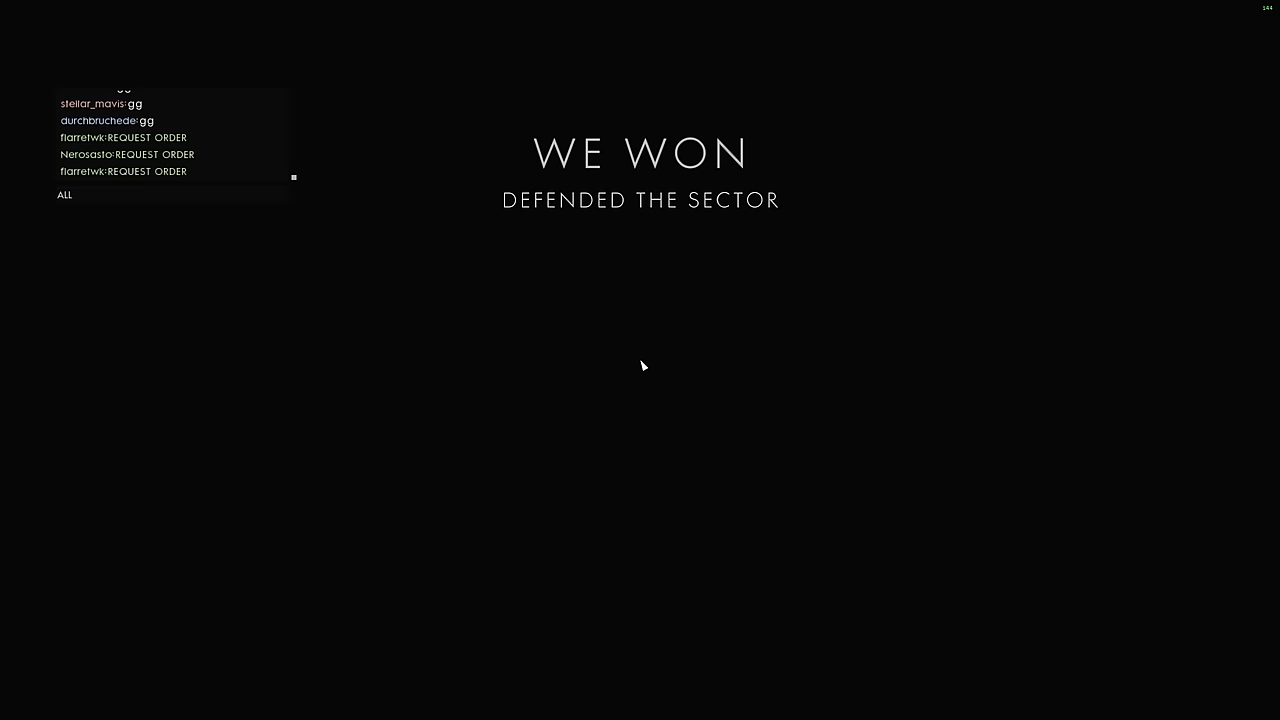 144
stellar_mavis:gg
durchbruchede:gg
flarretwk:REQUEST ORDER
Nerosasto:REQUEST ORDER
flarretwk:REQUEST ORDER
ALL
WE WON
DEFENDED THE SECTOR